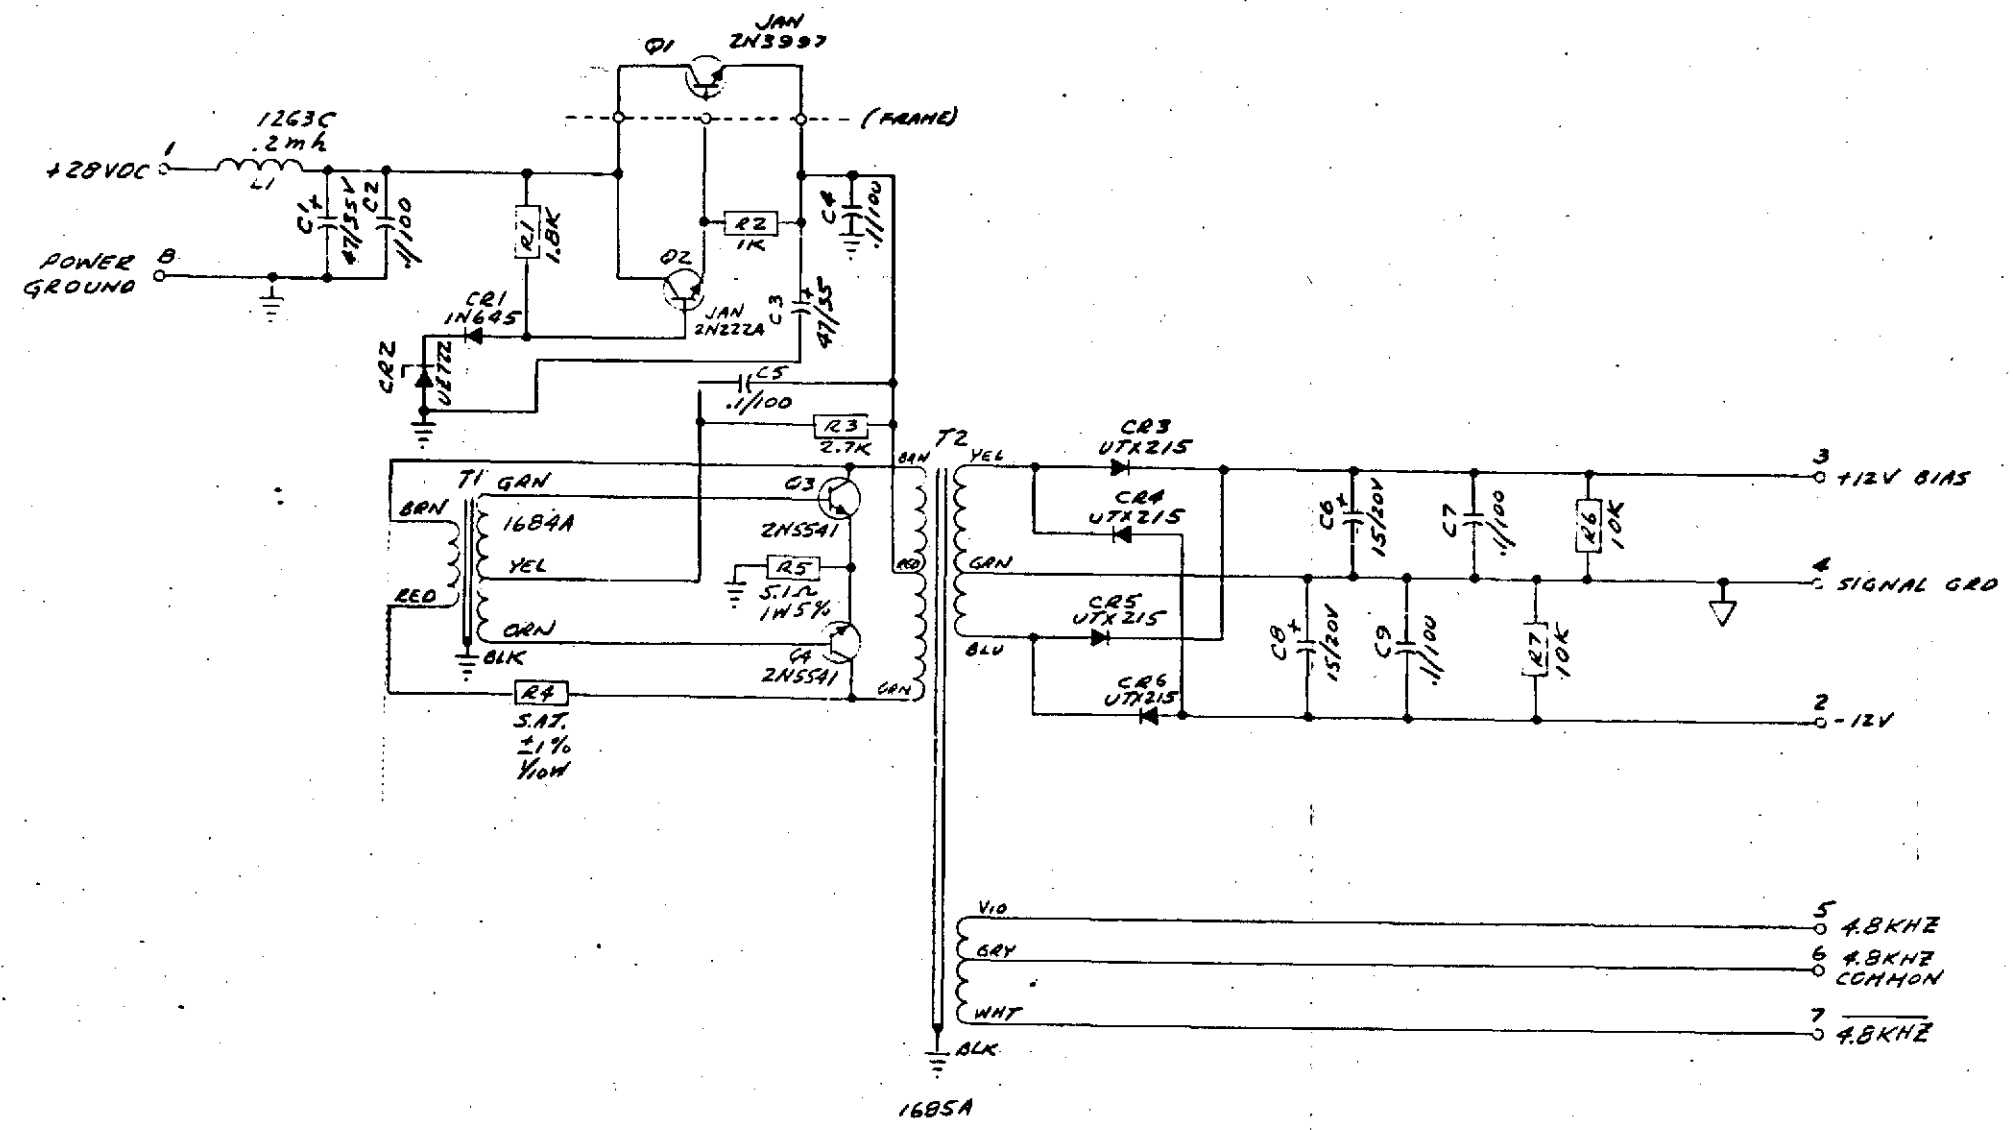 JAN
2N3997
Q1
(FRAME)
1263C
.2mh
L1
1
+28VDC
POWER
GROUND
8
C1
+
47/35V
C2
.1/100
R1
1.8K
R2
1K
Q2
JAN
2N222A
C3
+
47/35
C4
.1/100
CR1
1N645
CR2
UZ722
C5
.1/100
R3
2.7K
T1
GRN
1684A
YEL
ORN
BLK
BRN
RED
Q3
2N5541
R5
5.1Ω
1W 5%
Q4
2N5541
R4
S.A.T.
±1%
1/10W
T2
BRN
RED
GRN
YEL
GRN
BLU
CR3
UTX215
CR4
UTX215
CR5
UTX215
CR6
UTX215
C6
+
15/20V
C7
.1/100
R6
10K
C8
+
15/20V
C9
.1/100
R7
10K
3
+12V BIAS
4
SIGNAL GRD
2
-12V
VIO
GRY
WHT
5
4.8KHZ
6
4.8KHZ
COMMON
7
4.8KHZ
BLK
1685A